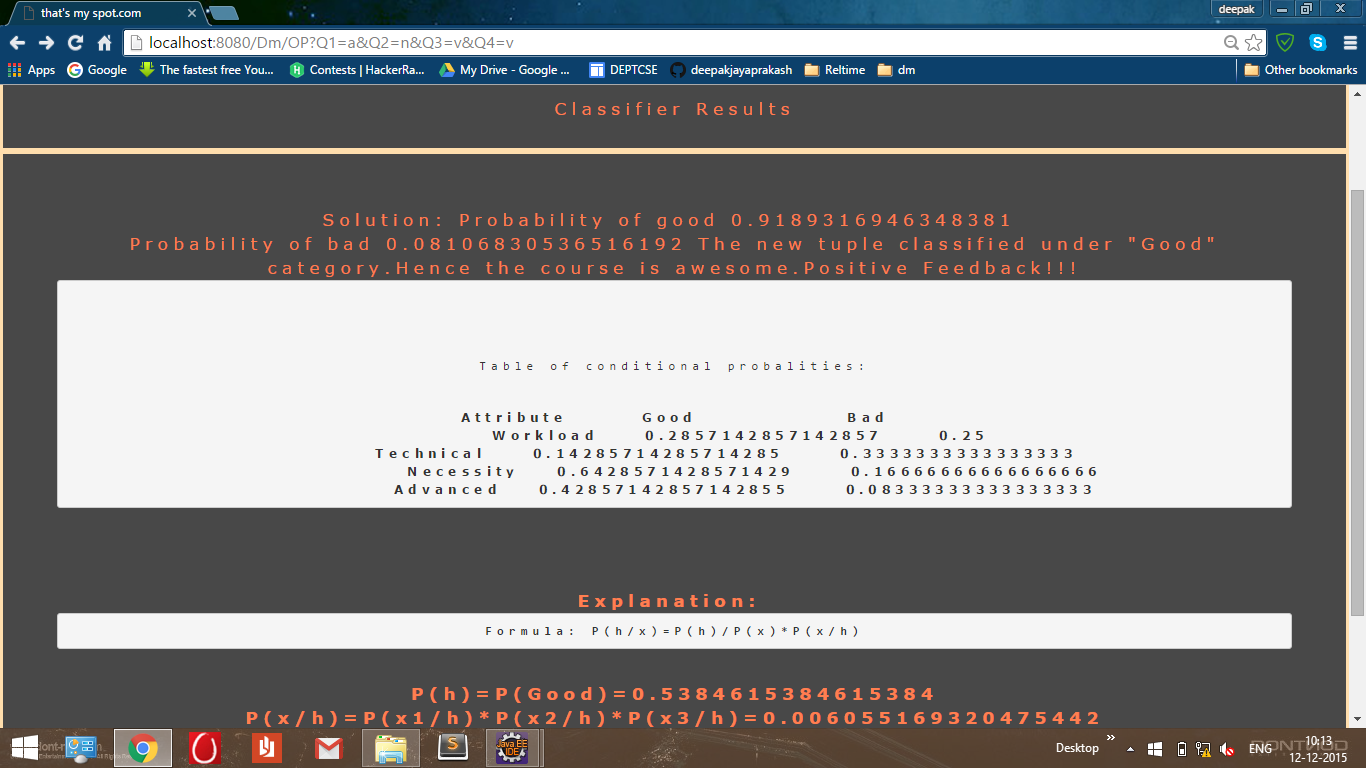 that's my spot.com
deepak
localhost:8080/Dm/OP?Q1=a&Q2=n&Q3=v&Q4=v
Apps Google The fastest free You... Contests | HackerRa... My Drive - Google ... DEPTCSE deepakjayaprakash Reltime dm Other bookmarks
Classifier Results
Solution: Probability of good 0.9189316946348381
Probability of bad 0.08106830536516192 The new tuple classified under "Good"
category.Hence the course is awesome.Positive Feedback!!!
Table of conditional probalities:
Attribute Good Bad
Workload 0.2857142857142857 0.25
Technical 0.14285714285714285 0.3333333333333333
Necessity 0.6428571428571429 0.16666666666666666
Advanced 0.42857142857142855 0.08333333333333333
Explanation:
Formula: P(h/x)=P(h)/P(x)*P(x/h)
P(h)=P(Good)=0.5384615384615384
P(x/h)=P(x1/h)*P(x2/h)*P(x3/h)=0.0060551693204​75442
Java EE
IDE
Desktop
ENG
10:13
12-12-2015